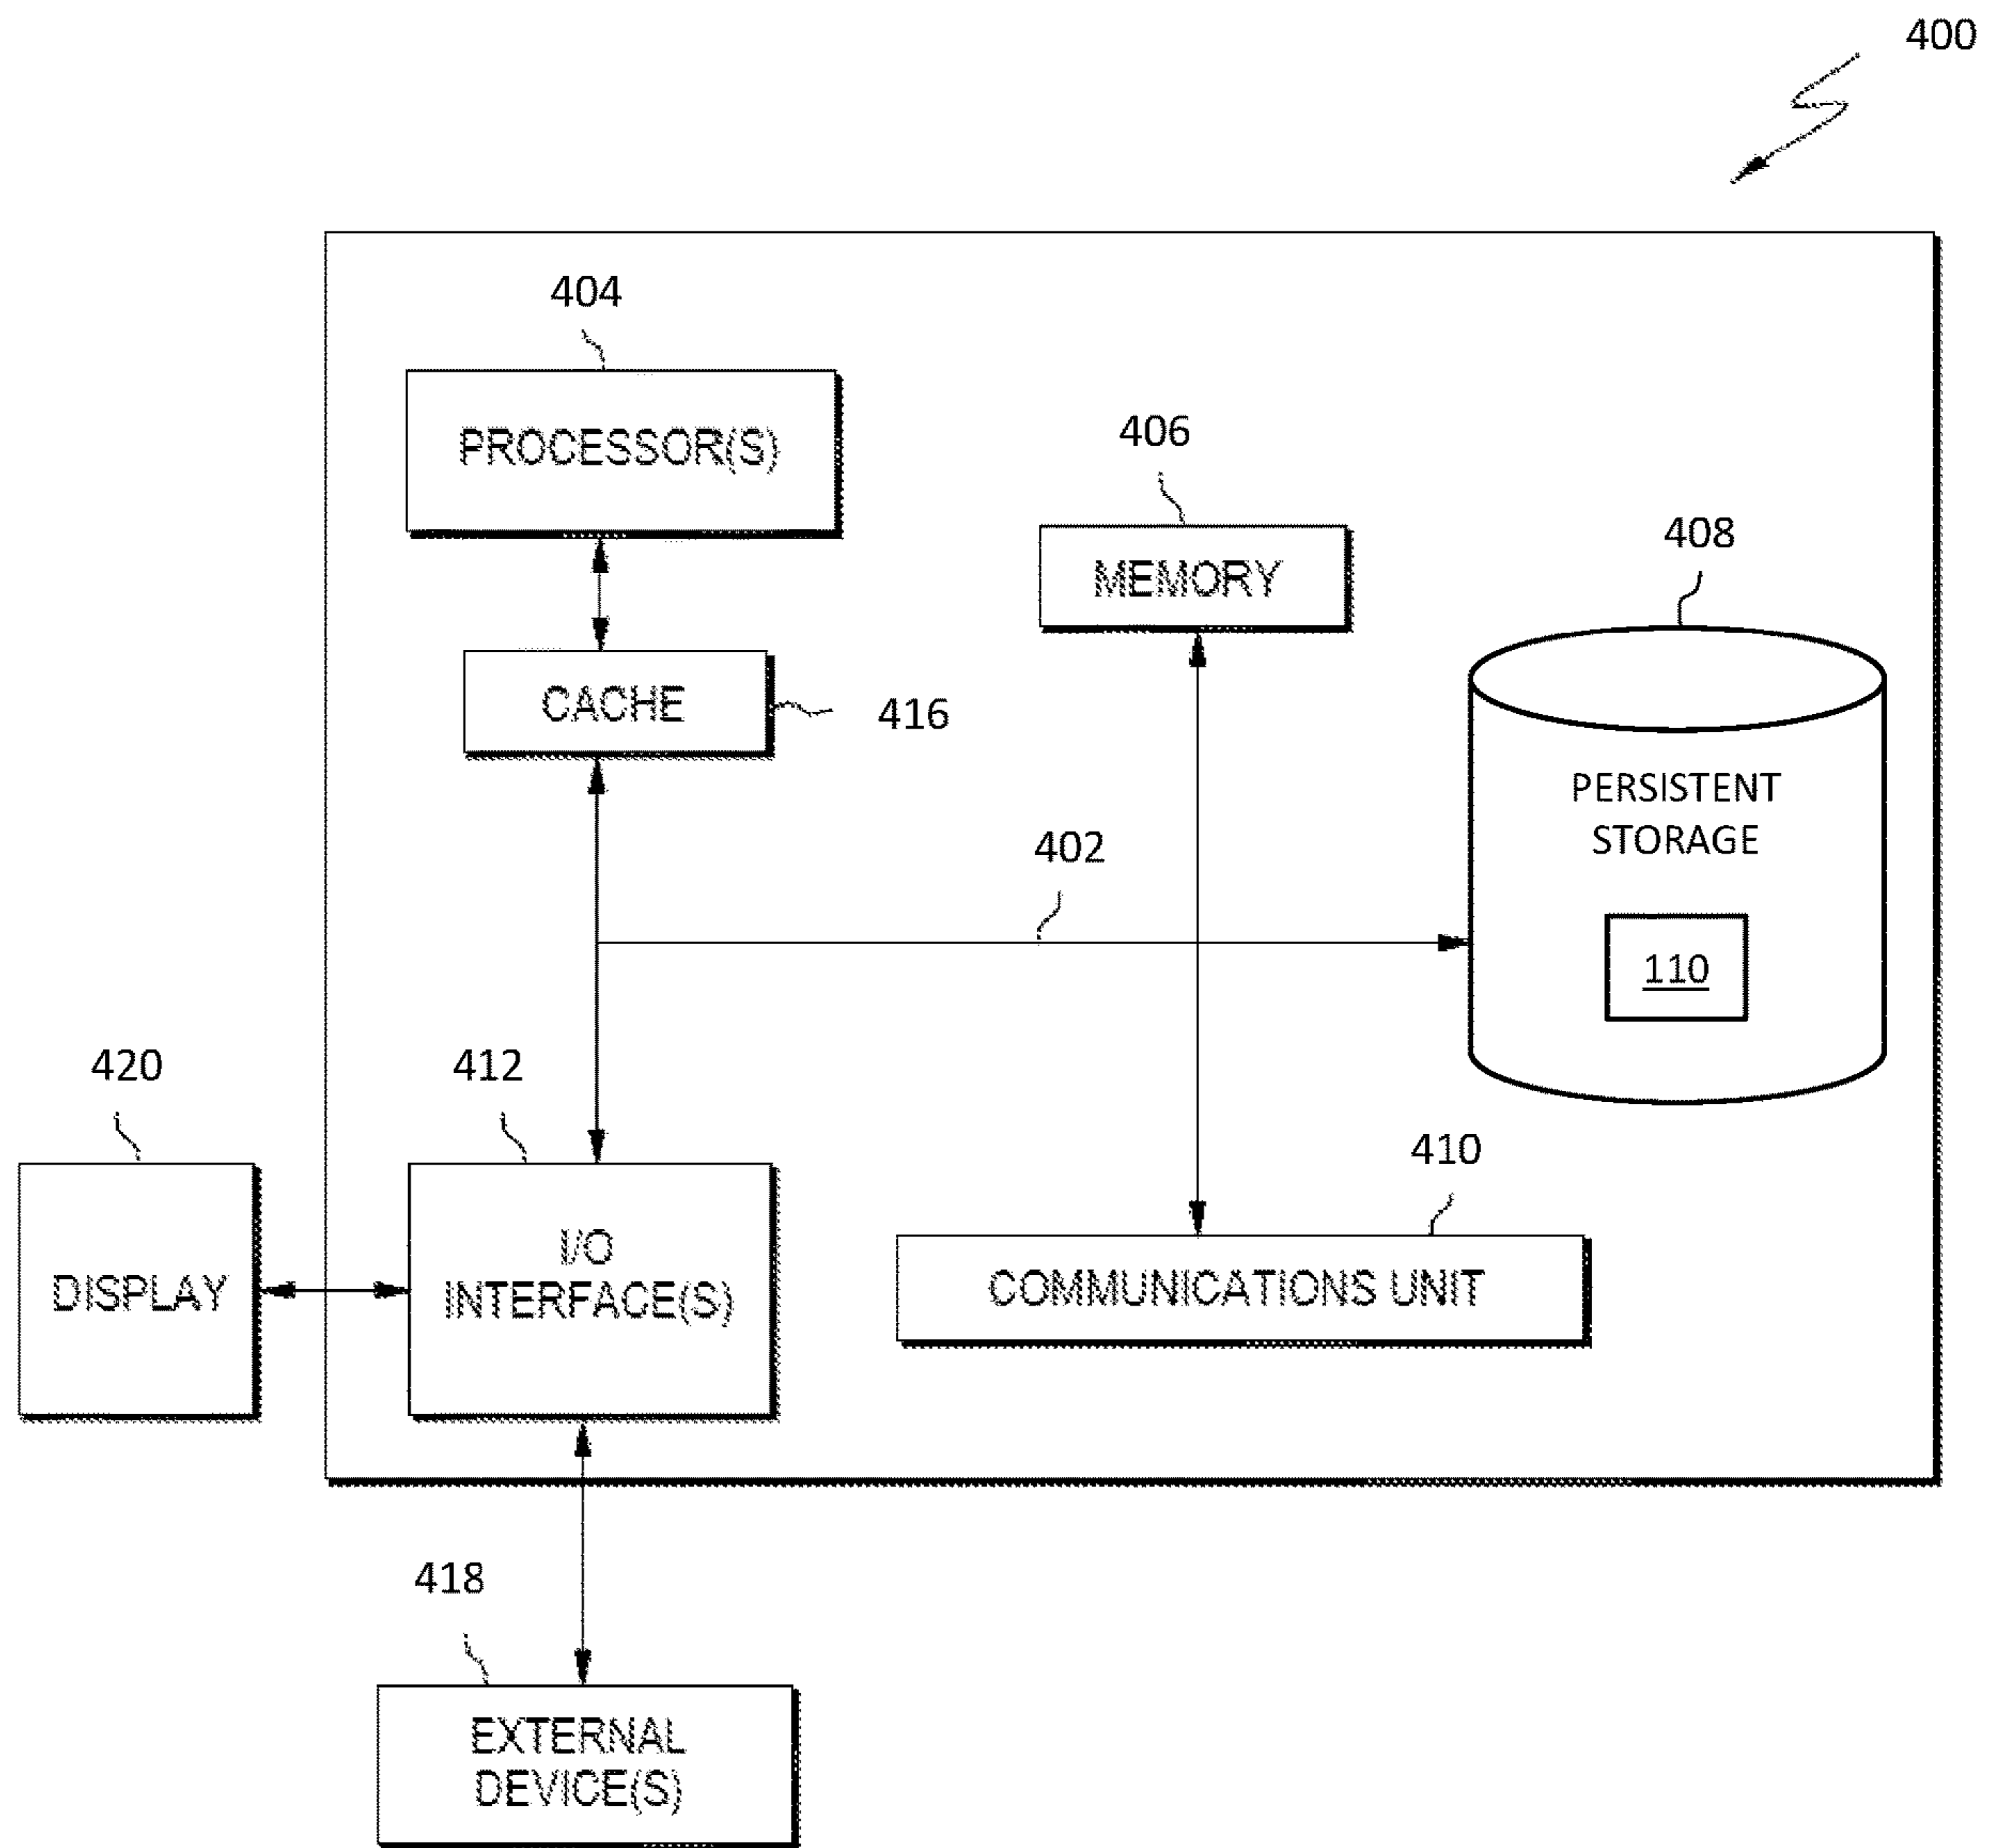 400
404
PROCESSOR(S)
406
MEMORY
408
CACHE
416
PERSISTENT
STORAGE
402
110
420
412
410
DISPLAY
I/O
INTERFACE(S)
COMMUNICATIONS UNIT
418
EXTERNAL
DEVICE(S)